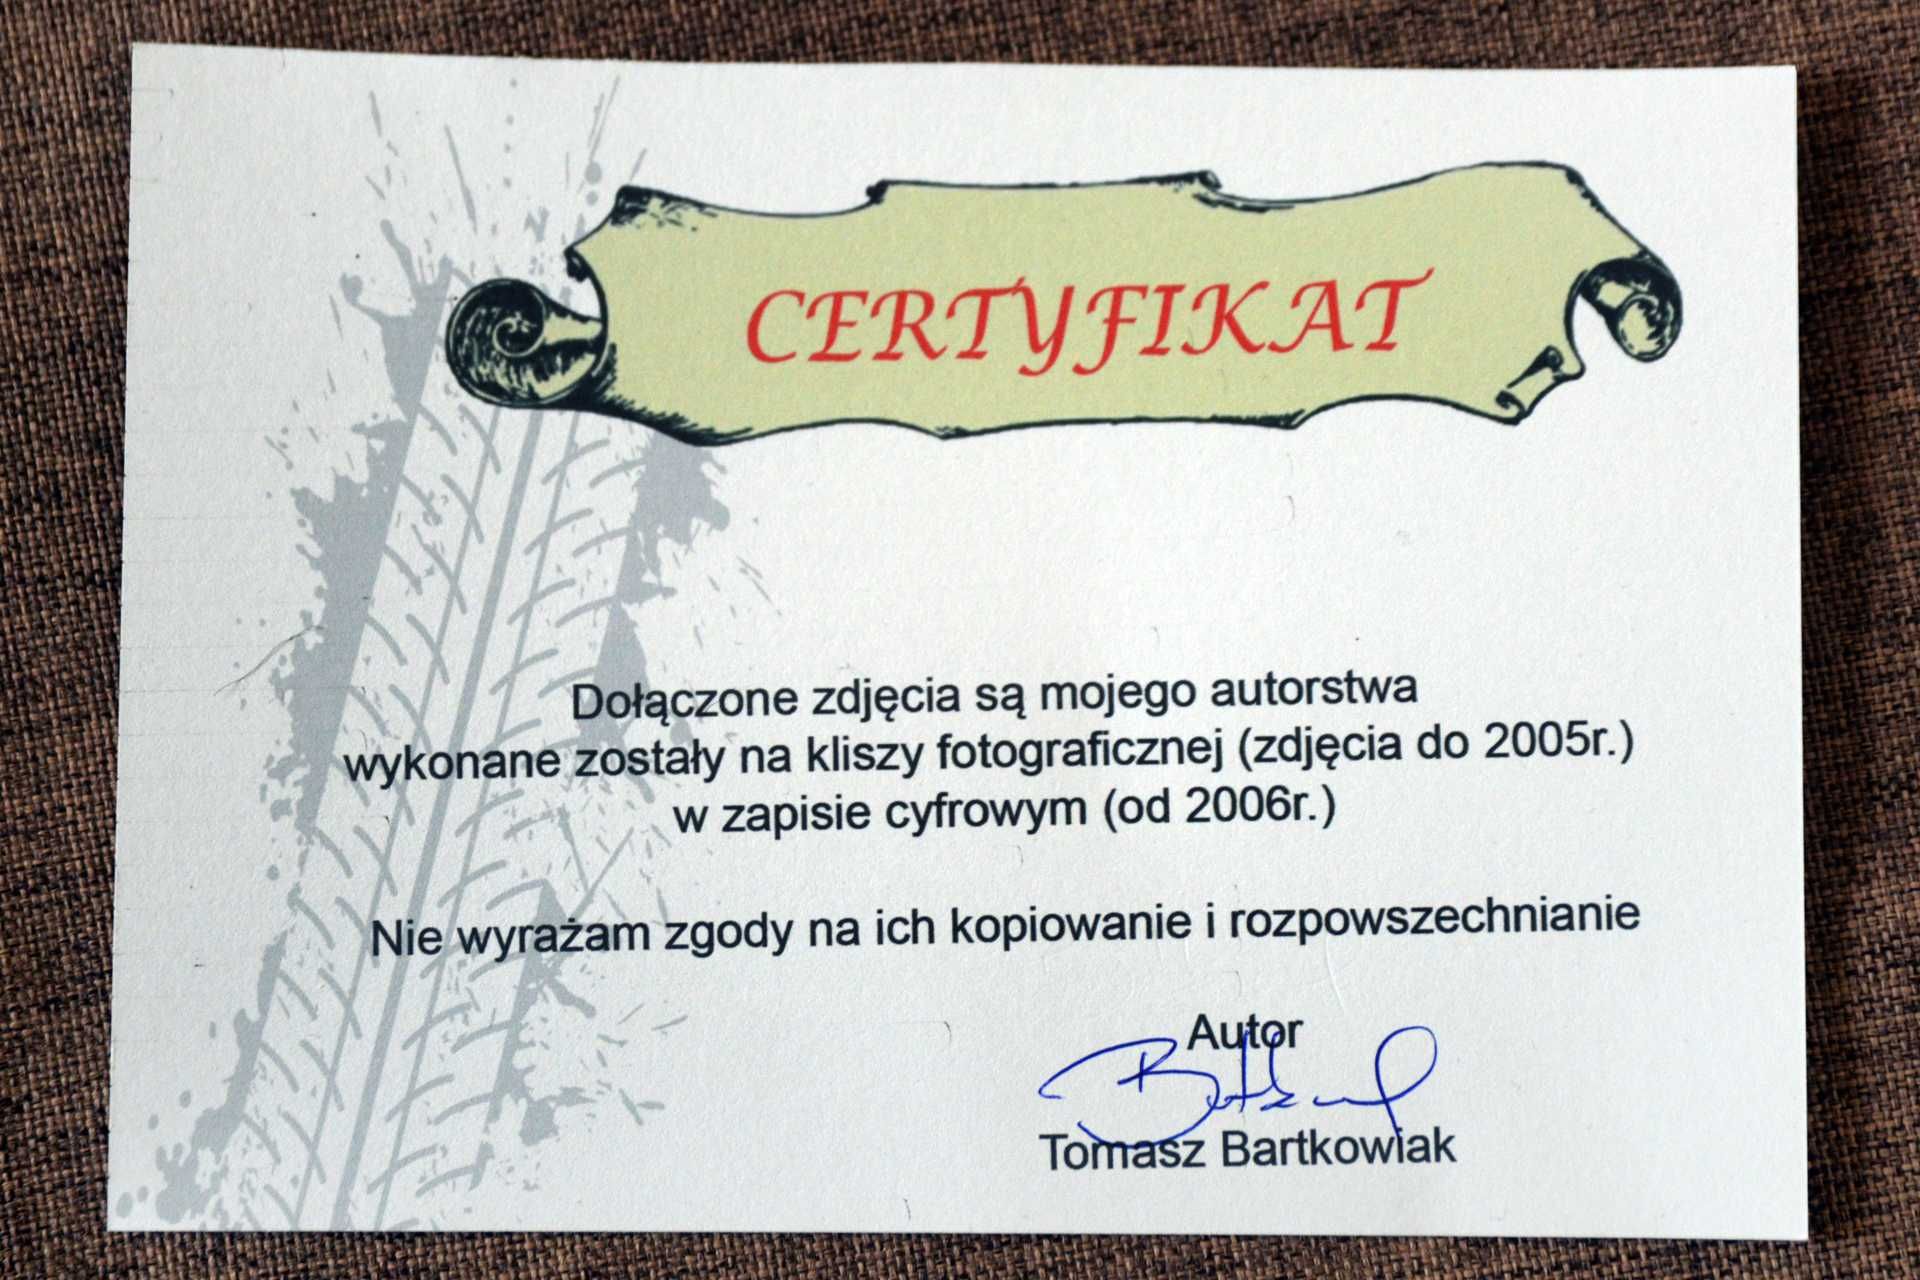 CERTYFIKAT
Dołączone zdjęcia są mojego autorstwa
wykonane zostały na kliszy fotograficznej (zdjęcia do 2005r.)
w zapisie cyfrowym (od 2006r.)
Nie wyrażam zgody na ich kopiowanie i rozpowszechnianie
Autor
Tomasz Bartkowiak